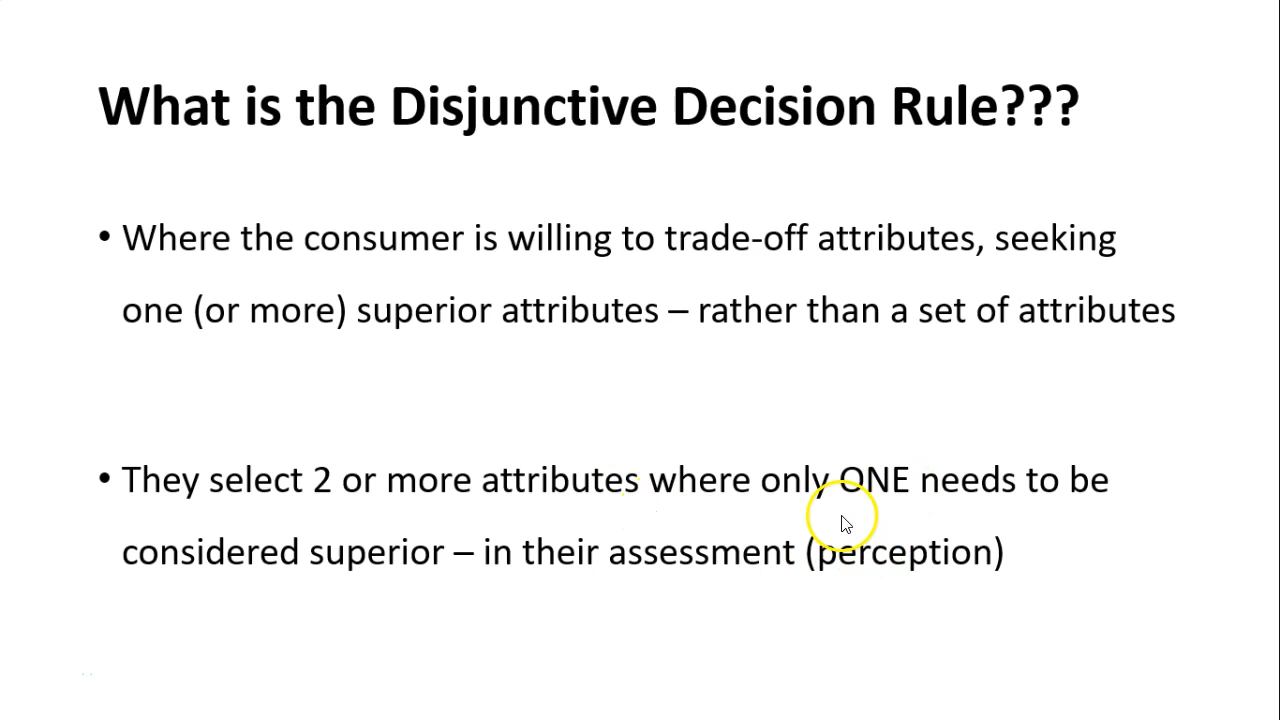 What is the Disjunctive Decision Rule???
• Where the consumer is willing to trade-off attributes, seeking
one (or more) superior attributes – rather than a set of attributes
• They select 2 or more attributes where only ONE needs to be
considered superior – in their assessment (perception)